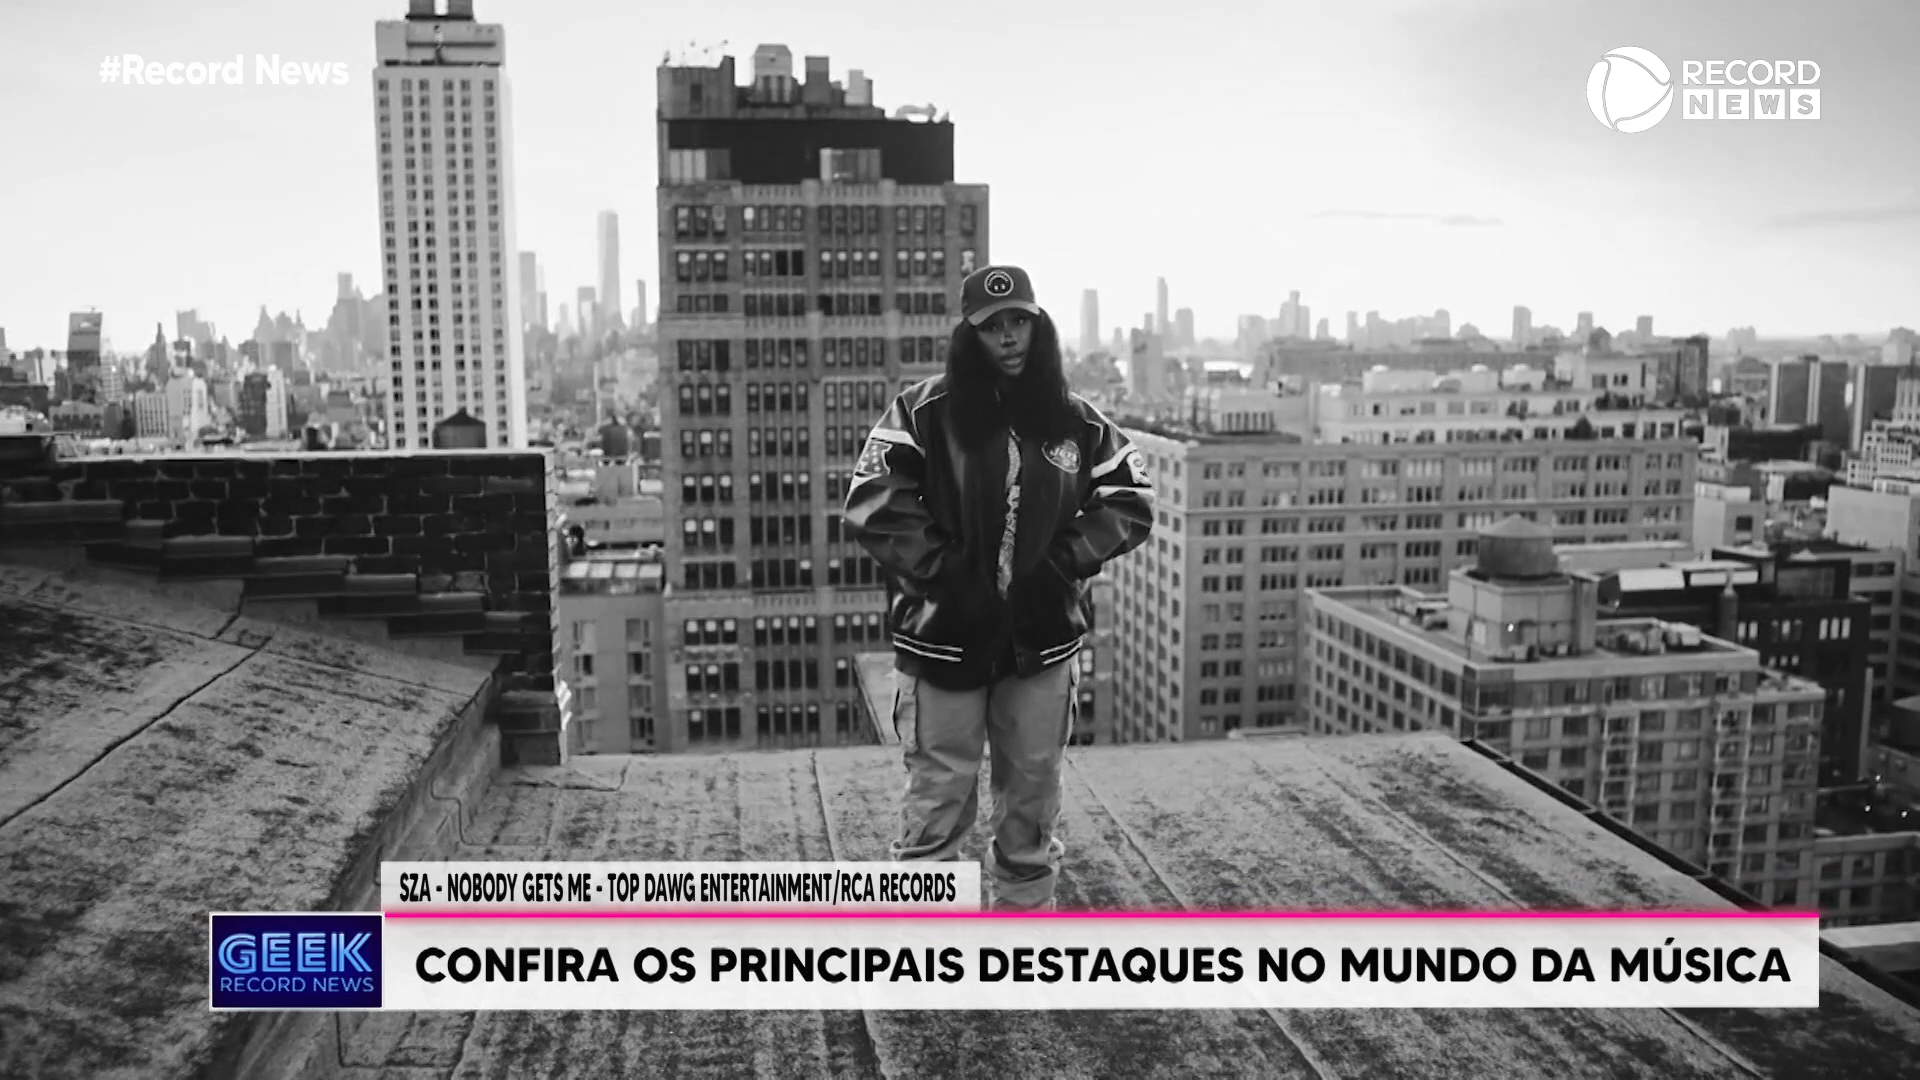 #Record News
RECORD
NEWS
JETS
SZA - NOBODY GETS ME - TOP DAWG ENTERTAINMENT/RCA RECORDS
GEEK
RECORD NEWS
CONFIRA OS PRINCIPAIS DESTAQUES NO MUNDO DA MÚSICA